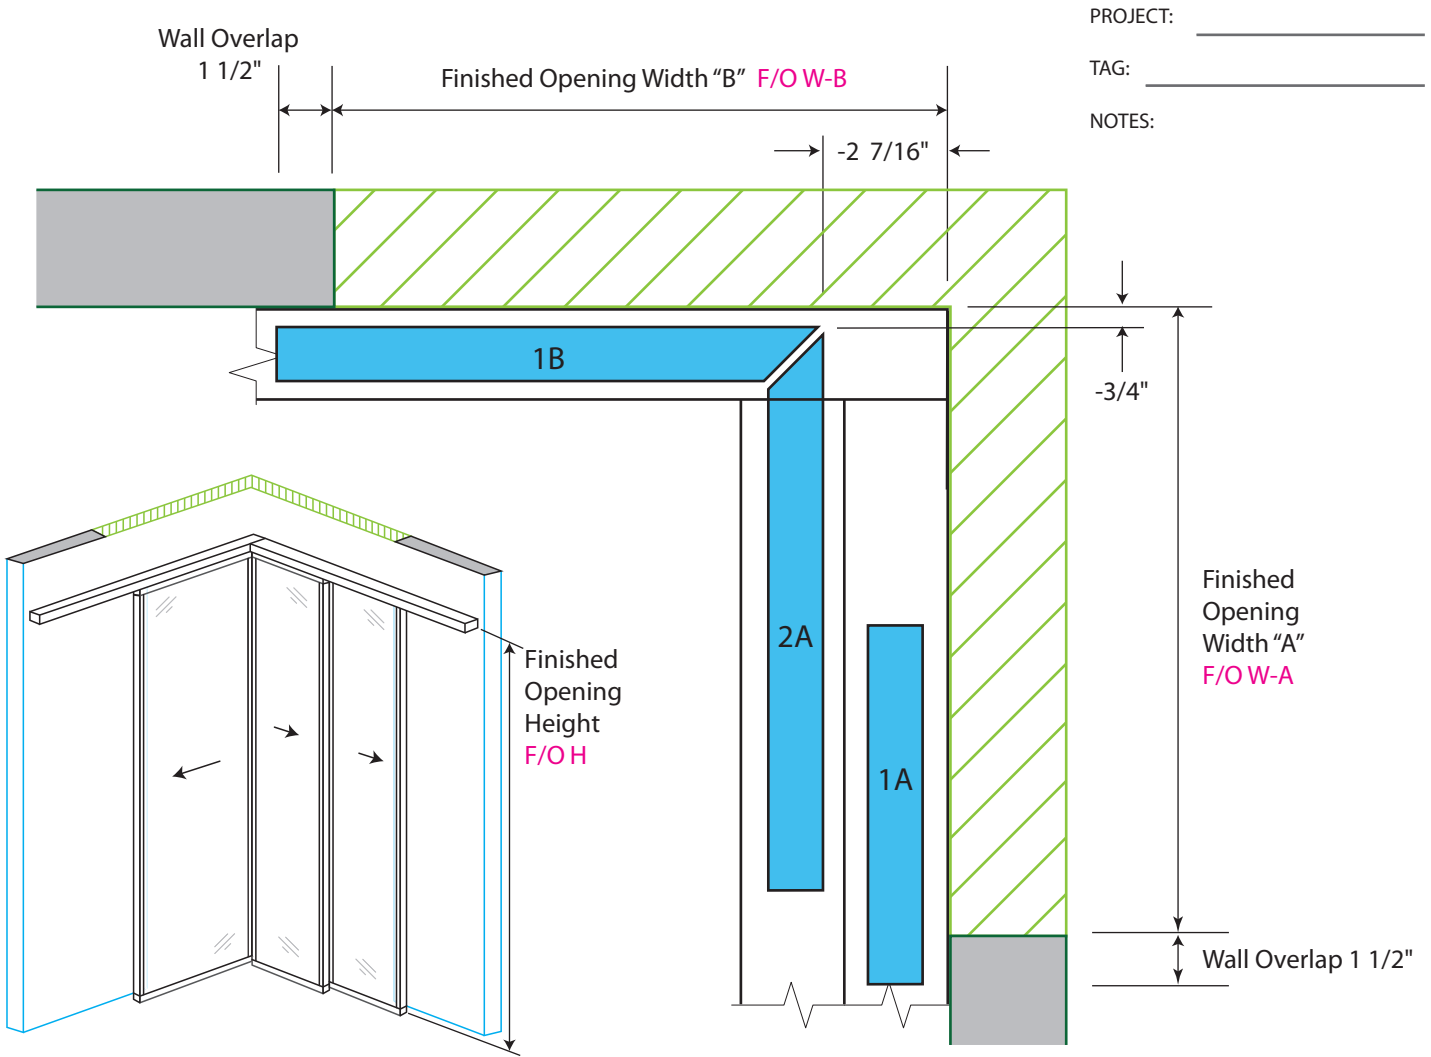 PROJECT:
TAG:
NOTES:
Wall Overlap
1 1/2"
Finished Opening Width “B” F/O W-B
-2 7/16"
-3/4"
1B
2A
1A
Finished
Opening
Width “A”
F/O W-A
Finished
Opening
Height
F/O H
Wall Overlap 1 1/2"